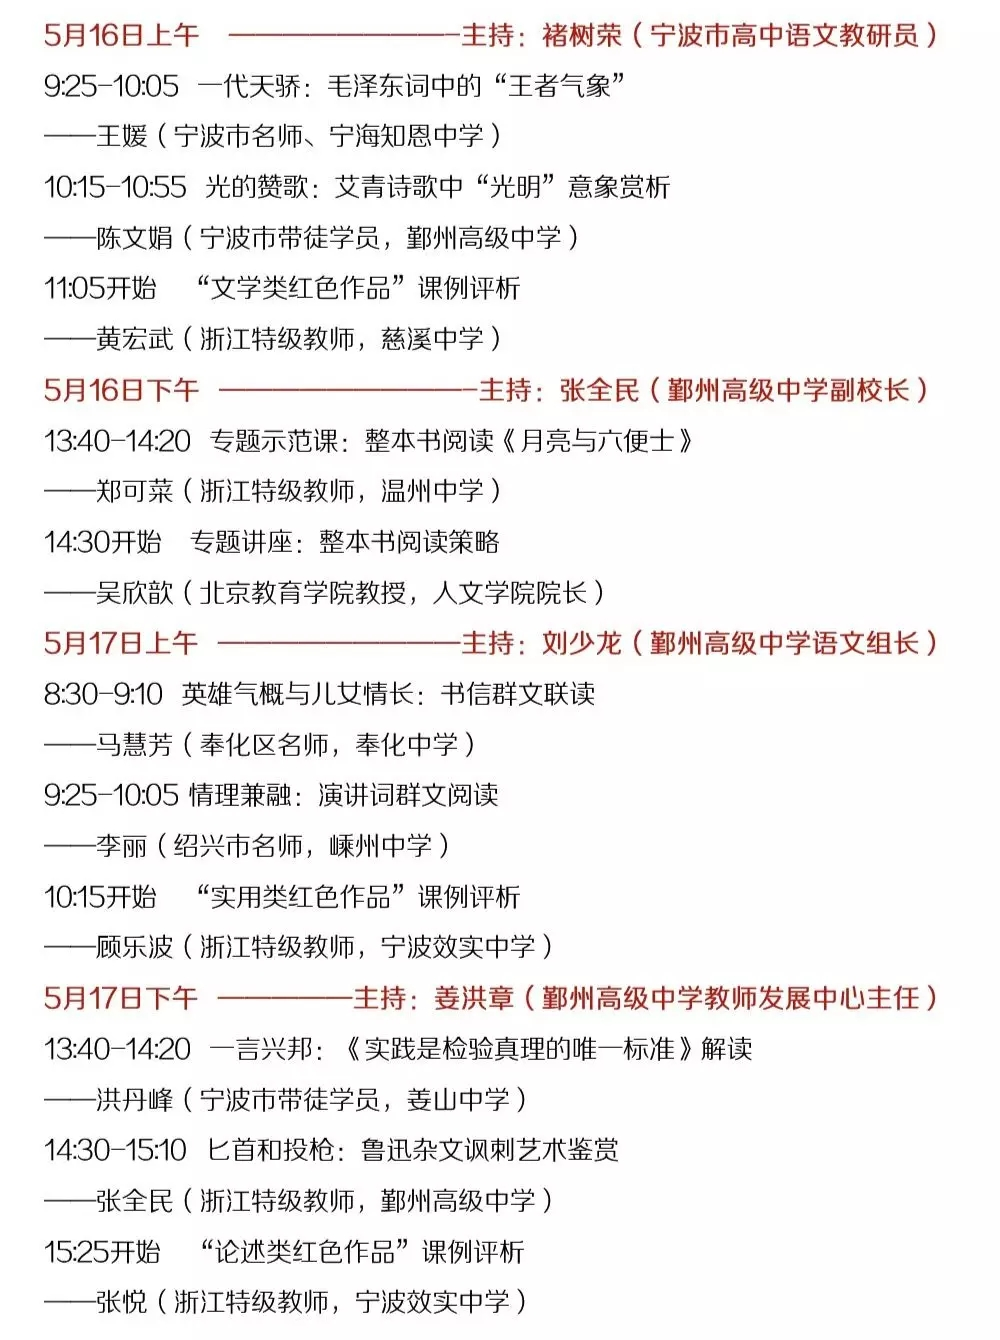 5月16日上午 ————————–主持：褚树荣（宁波市高中语文教研员）
9:25-10:05 一代天骄：毛泽东词中的“王者气象”
——王媛（宁波市名师、宁海知恩中学）
10:15-10:55 光的赞歌：艾青诗歌中“光明”意象赏析
——陈文娟（宁波市带徒学员，鄞州高级中学）
11:05开始 “文学类红色作品”课例评析
——黄宏武（浙江特级教师，慈溪中学）
5月16日下午 —————————–主持：张全民（鄞州高级中学副校长）
13:40-14:20 专题示范课：整本书阅读《月亮与六便士》
——郑可菜（浙江特级教师，温州中学）
14:30开始 专题讲座：整本书阅读策略
——吴欣歆（北京教育学院教授，人文学院院长）
5月17日上午 —————————主持：刘少龙（鄞州高级中学语文组长）
8:30-9:10 英雄气概与儿女情长：书信群文联读
——马慧芳（奉化区名师，奉化中学）
9:25-10:05 情理兼融：演讲词群文阅读
——李丽（绍兴市名师，嵊州中学）
10:15开始 “实用类红色作品”课例评析
——顾乐波（浙江特级教师，宁波效实中学）
5月17日下午 —————主持：姜洪章（鄞州高级中学教师发展中心主任）
13:40-14:20 一言兴邦：《实践是检验真理的唯一标准》解读
——洪丹峰（宁波市带徒学员，姜山中学）
14:30-15:10 匕首和投枪：鲁迅杂文讽刺艺术鉴赏
——张全民（浙江特级教师，鄞州高级中学）
15:25开始 “论述类红色作品”课例评析
——张悦（浙江特级教师，宁波效实中学）